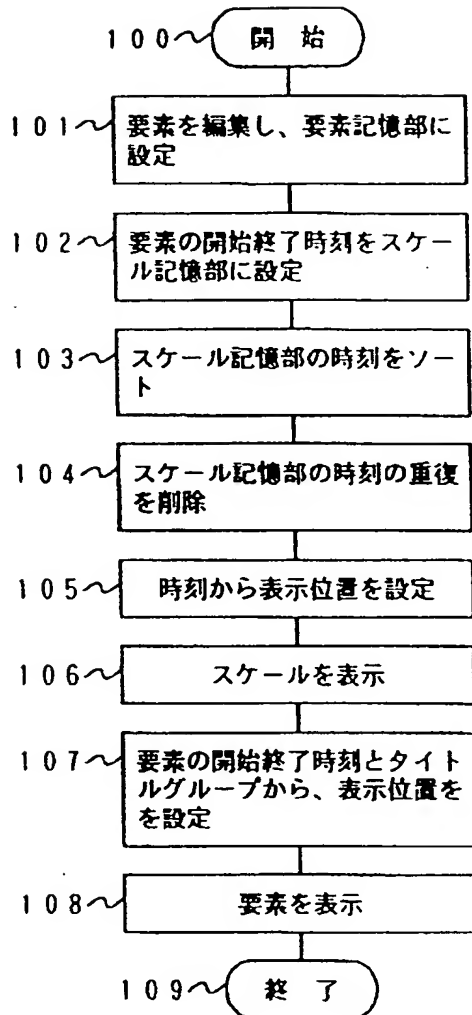 100 開 始
101 要素を編集し、要素記憶部に
設定
102 要素の開始終了時刻をスケー
ル記憶部に設定
103 スケール記憶部の時刻をソー
ト
104 スケール記憶部の時刻の重復
を削除
105 時刻から表示位置を設定
106 スケールを表示
107 要素の開始終了時刻とタイト
ルグループから、表示位置を
を設定
108 要素を表示
109 終 了